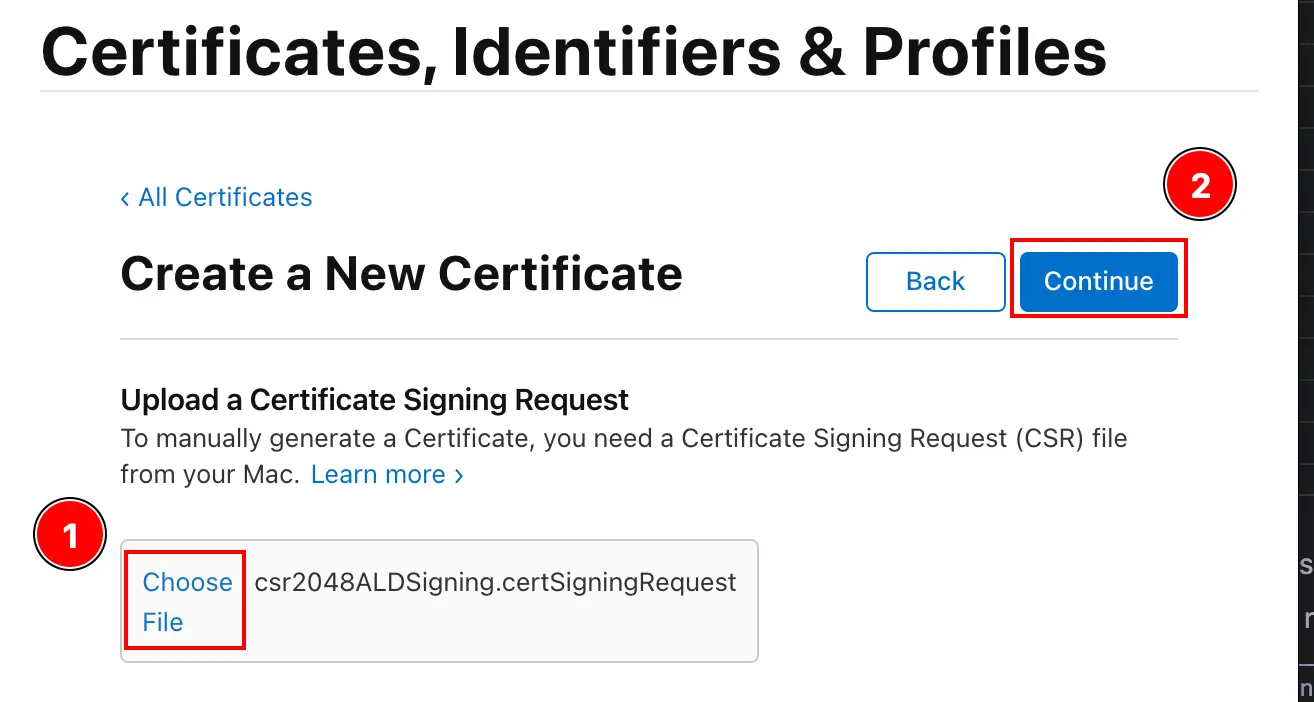 Certificates, Identifiers & Profiles
‹ All Certificates
2
Create a New Certificate
Back
Continue
Upload a Certificate Signing Request
To manually generate a Certificate, you need a Certificate Signing Request (CSR) file
from your Mac. Learn more ›
1
Choose
File
csr2048ALDSigning.certSigningRequest